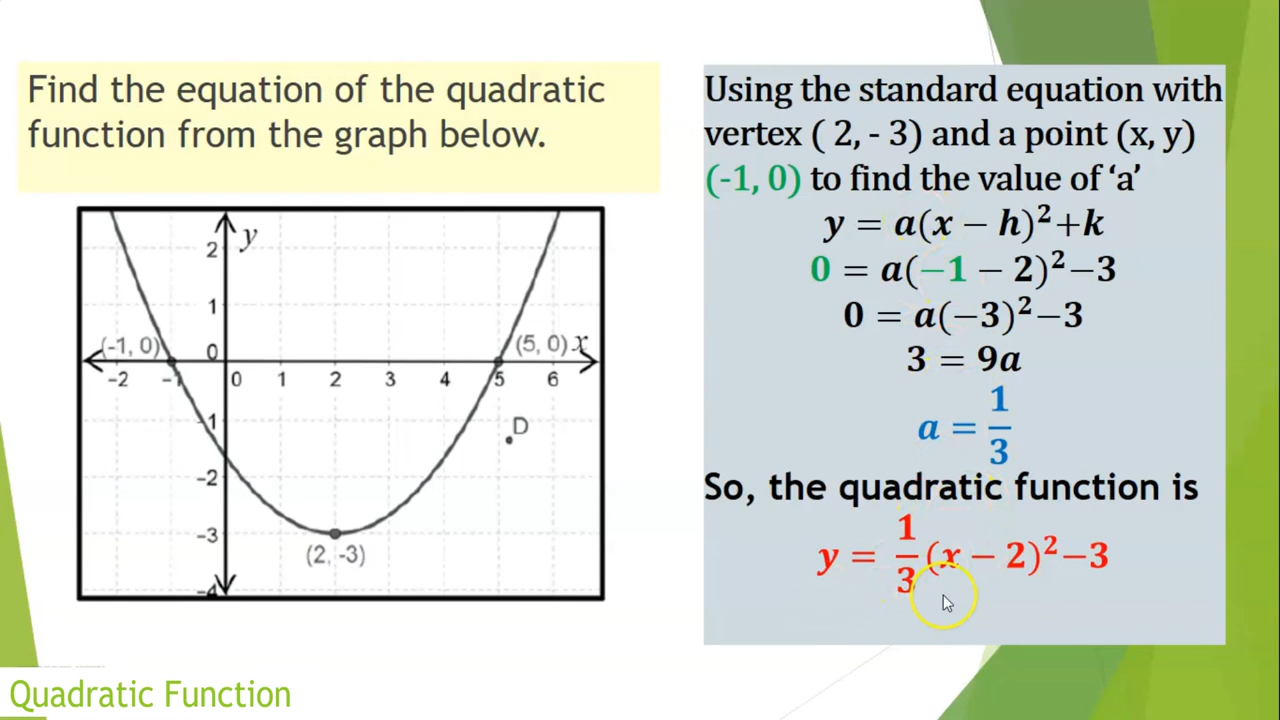 Find the equation of the quadratic
function from the graph below.
y
2
1
(-1, 0)
0
(5, 0) x
-2 -1 0 1 2 3 4 5 6
-1
D
-2
-3
(2, -3)
-4
Using the standard equation with
vertex ( 2, - 3) and a point (x, y)
(-1, 0) to find the value of ‘a’
y = a(x − h)²+k
0 = a(−1 − 2)²−3
0 = a(−3)²−3
3 = 9a
a = 1/3
So, the quadratic function is
y = 1/3 (x − 2)²−3
Quadratic Function